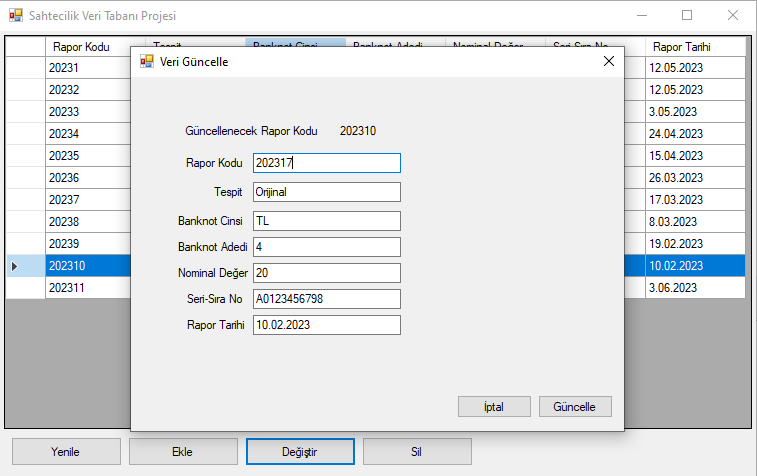 Sahtecilik Veri Tabanı Projesi
Rapor Kodu Tespit Banknot Cinsi Banknot Adedi Nominal Değer Seri-Sıra No Rapor Tarihi
20231 12.05.2023
20232 12.05.2023
20233 3.05.2023
20234 24.04.2023
20235 15.04.2023
20236 26.03.2023
20237 17.03.2023
20238 8.03.2023
20239 19.02.2023
202310 10.02.2023
202311 3.06.2023
Veri Güncelle
Güncellenecek Rapor Kodu 202310
Rapor Kodu 202317
Tespit Orijinal
Banknot Cinsi TL
Banknot Adedi 4
Nominal Değer 20
Seri-Sıra No A0123456798
Rapor Tarihi 10.02.2023
İptal Güncelle
Yenile Ekle Değiştir Sil